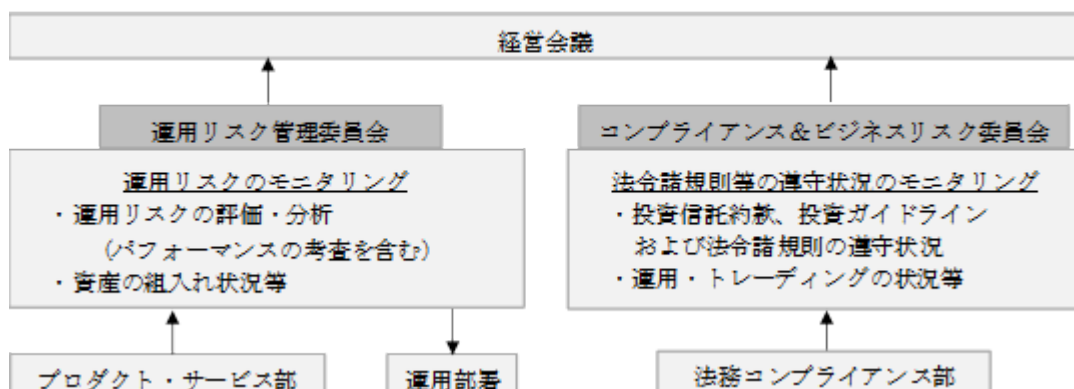 経営会議
運用リスク管理委員会
運用リスクのモニタリング
・運用リスクの評価・分析
（パフォーマンスの考査を含む）
・資産の組入れ状況等
コンプライアンス＆ビジネスリスク委員会
法令諸規則等の遵守状況のモニタリング
・投資信託約款、投資ガイドライン
および法令諸規則の遵守状況
・運用・トレーディングの状況等
プロダクト・サービス部
運用部署
法務コンプライアンス部